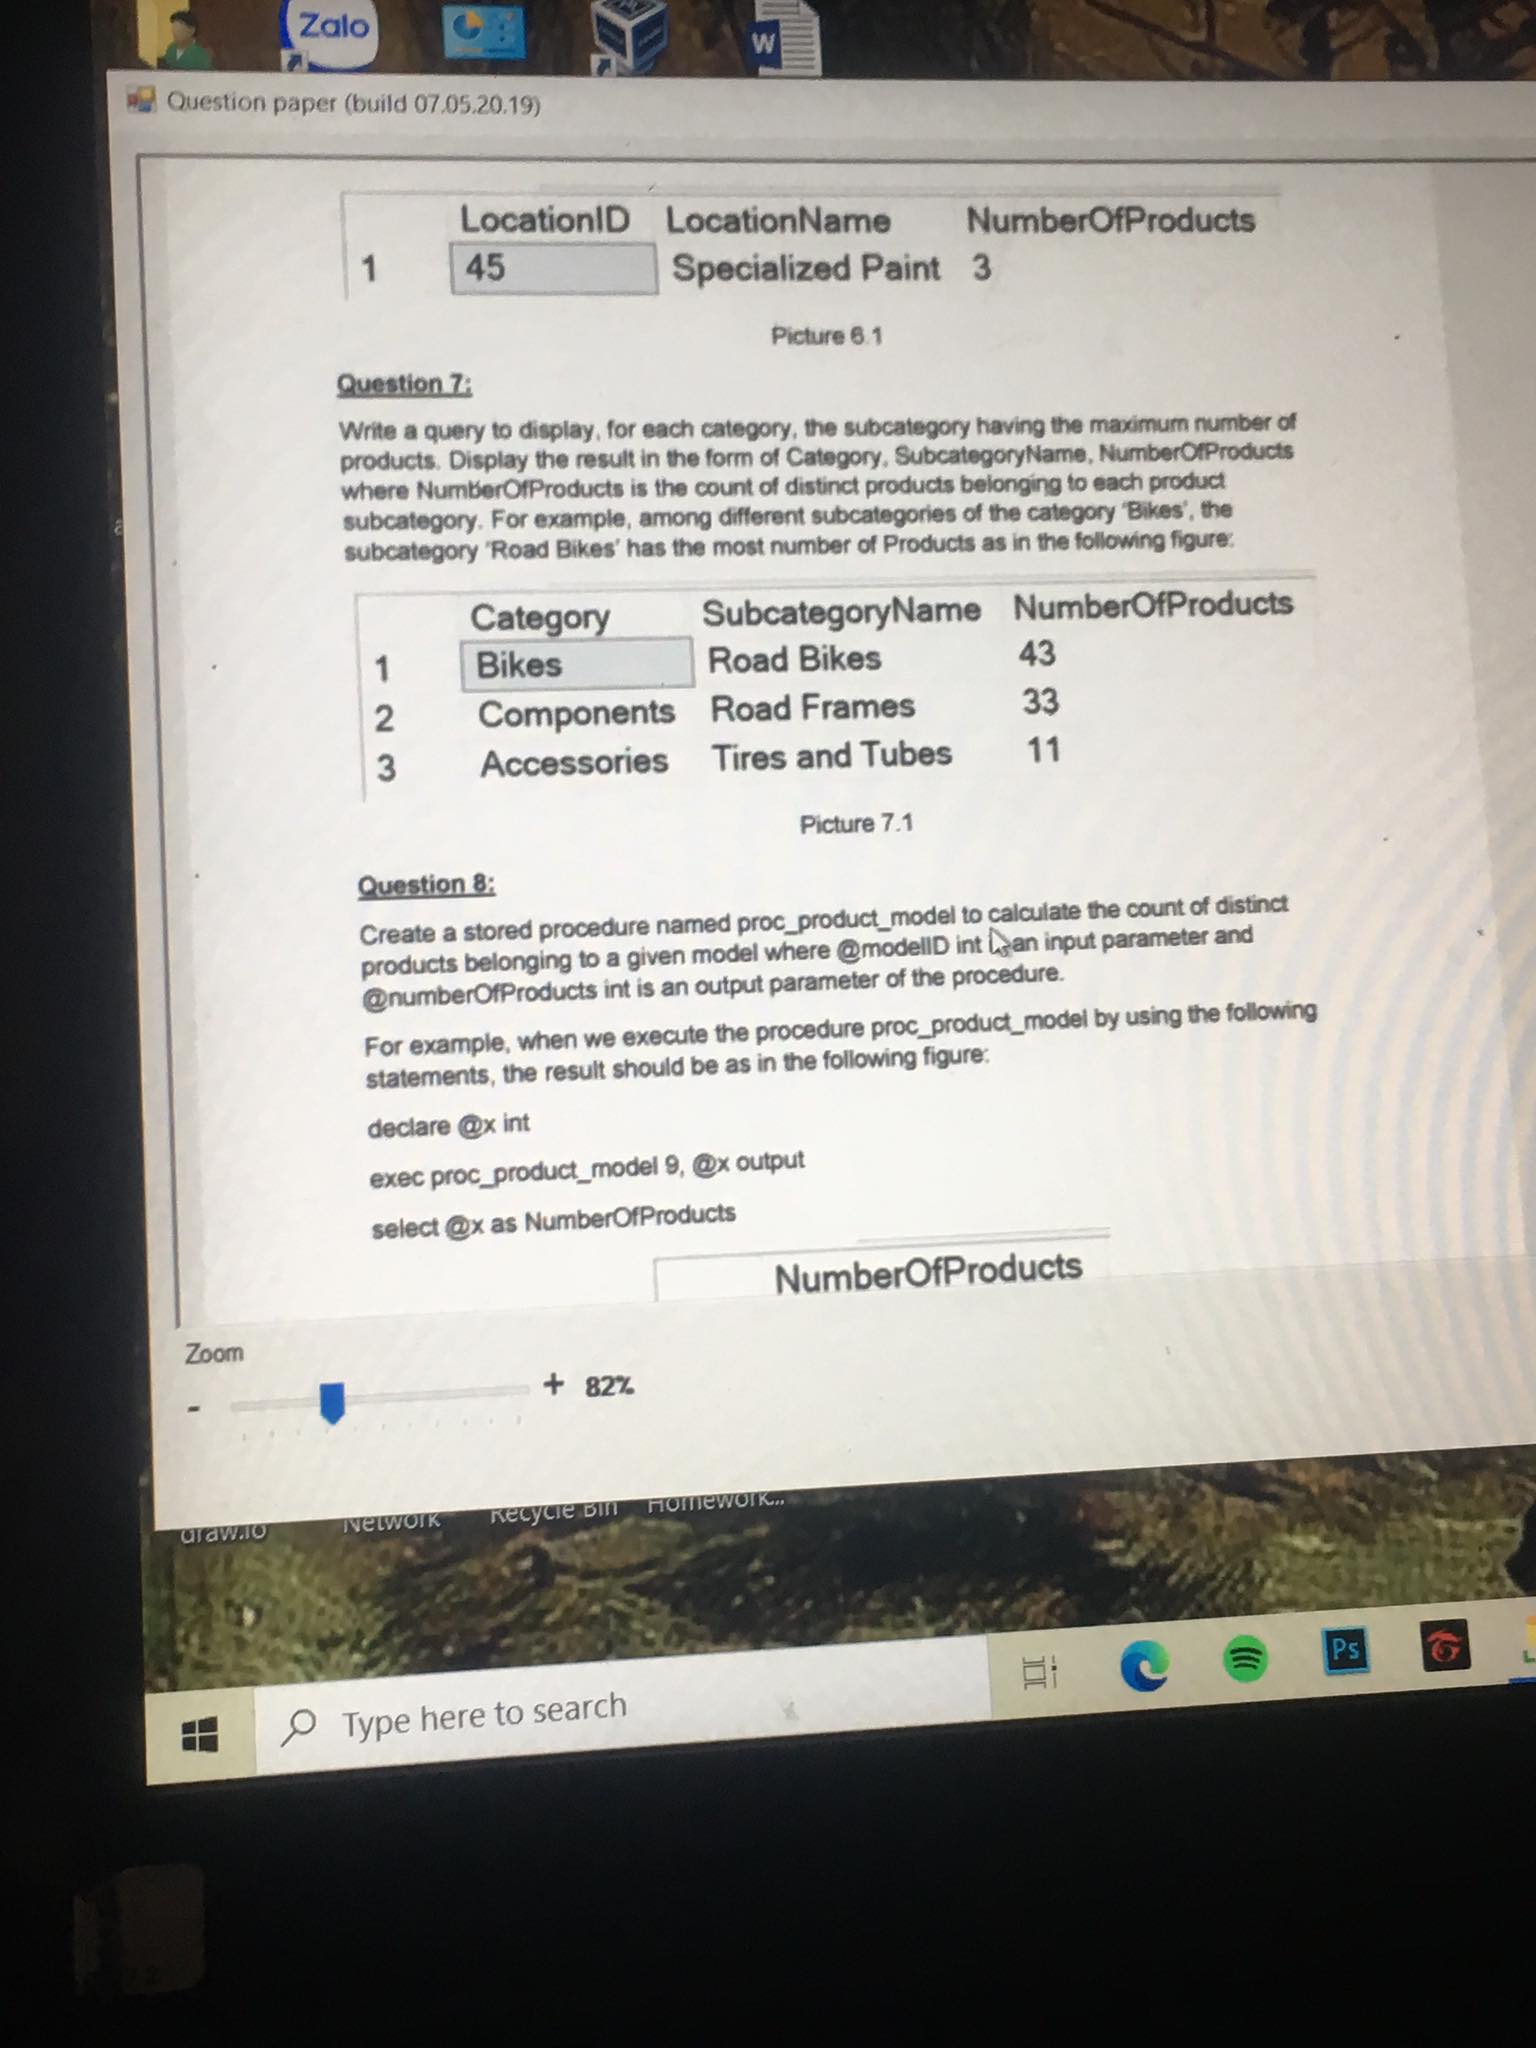 Zalo
W
Question paper (build 07.05.20.19)
LocationID LocationName NumberOfProducts
1 45 Specialized Paint 3
Picture 6.1
Question 7:
Write a query to display, for each category, the subcategory having the maximum number of
products. Display the result in the form of Category, SubcategoryName, NumberOfProducts
where NumberOfProducts is the count of distinct products belonging to each product
subcategory. For example, among different subcategories of the category 'Bikes', the
subcategory 'Road Bikes' has the most number of Products as in the following figure:
Category SubcategoryName NumberOfProducts
1 Bikes Road Bikes 43
2 Components Road Frames 33
3 Accessories Tires and Tubes 11
Picture 7.1
Question 8:
Create a stored procedure named proc_product_model to calculate the count of distinct
products belonging to a given model where @modelID int an input parameter and
@numberOfProducts int is an output parameter of the procedure.
For example, when we execute the procedure proc_product_model by using the following
statements, the result should be as in the following figure:
declare @x int
exec proc_product_model 9, @x output
select @x as NumberOfProducts
NumberOfProducts
Zoom
- + 82%
draw.io Network Recycle Bin Homework...
Type here to search
Ps